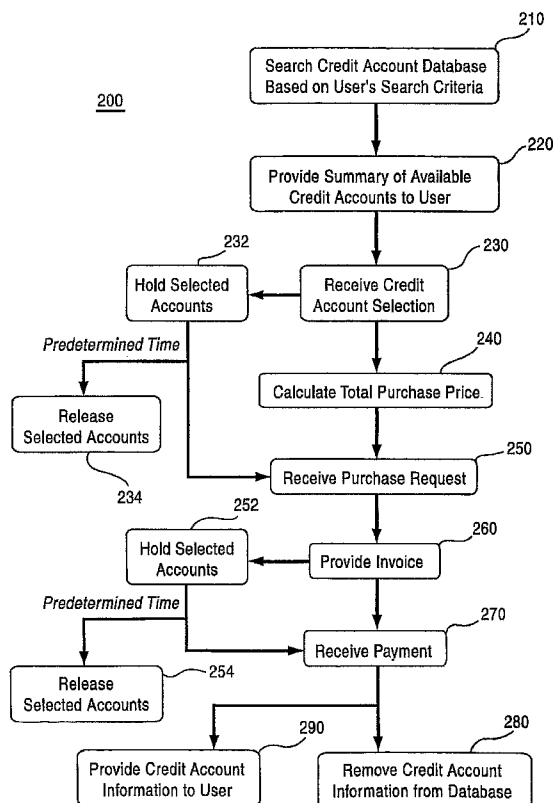 210
Search Credit Account Database
Based on User's Search Criteria
200
220
Provide Summary of Available
Credit Accounts to User
232
230
Hold Selected
Accounts
Receive Credit
Account Selection
Predetermined Time
240
Calculate Total Purchase Price.
Release
Selected Accounts
234
250
Receive Purchase Request
252
260
Hold Selected
Accounts
Provide Invoice
Predetermined Time
270
Receive Payment
Release
Selected Accounts
254
290
280
Provide Credit Account
Information to User
Remove Credit Account
Information from Database